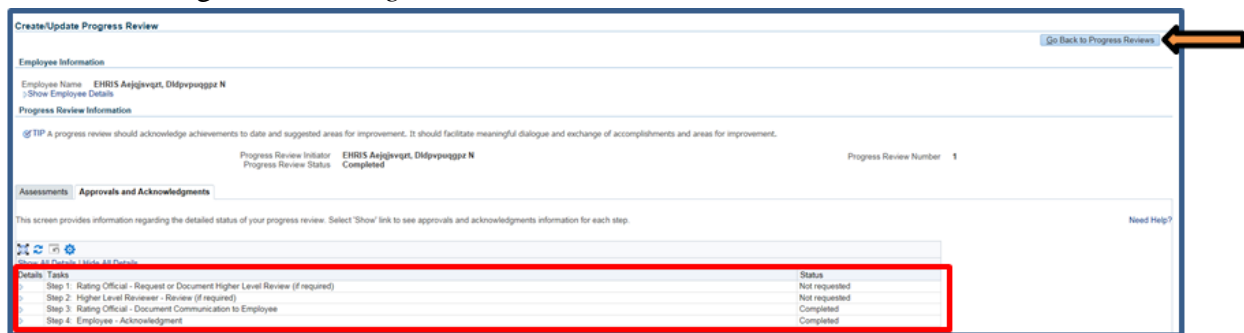 Create/Update Progress Review
Go Back to Progress Reviews
Employee Information
Employee Name EHRIS Aejqjsvqzt, Dldpvpuqgpz N
Show Employee Details
Progress Review Information
TIP A progress review should acknowledge achievements to date and suggested areas for improvement. It should facilitate meaningful dialogue and exchange of accomplishments and areas for improvement.
Progress Review Initiator EHRIS Aejqjsvqzt, Dldpvpuqgpz N Progress Review Number 1
Progress Review Status Completed
Assessments Approvals and Acknowledgments
This screen provides information regarding the detailed status of your progress review. Select 'Show' link to see approvals and acknowledgments information for each step. Need Help?
Show All Details | Hide All Details
Details Tasks Status
Step 1: Rating Official - Request or Document Higher Level Review (if required) Not requested
Step 2: Higher Level Reviewer - Review (if required) Not requested
Step 3: Rating Official - Document Communication to Employee Completed
Step 4: Employee - Acknowledgment Completed